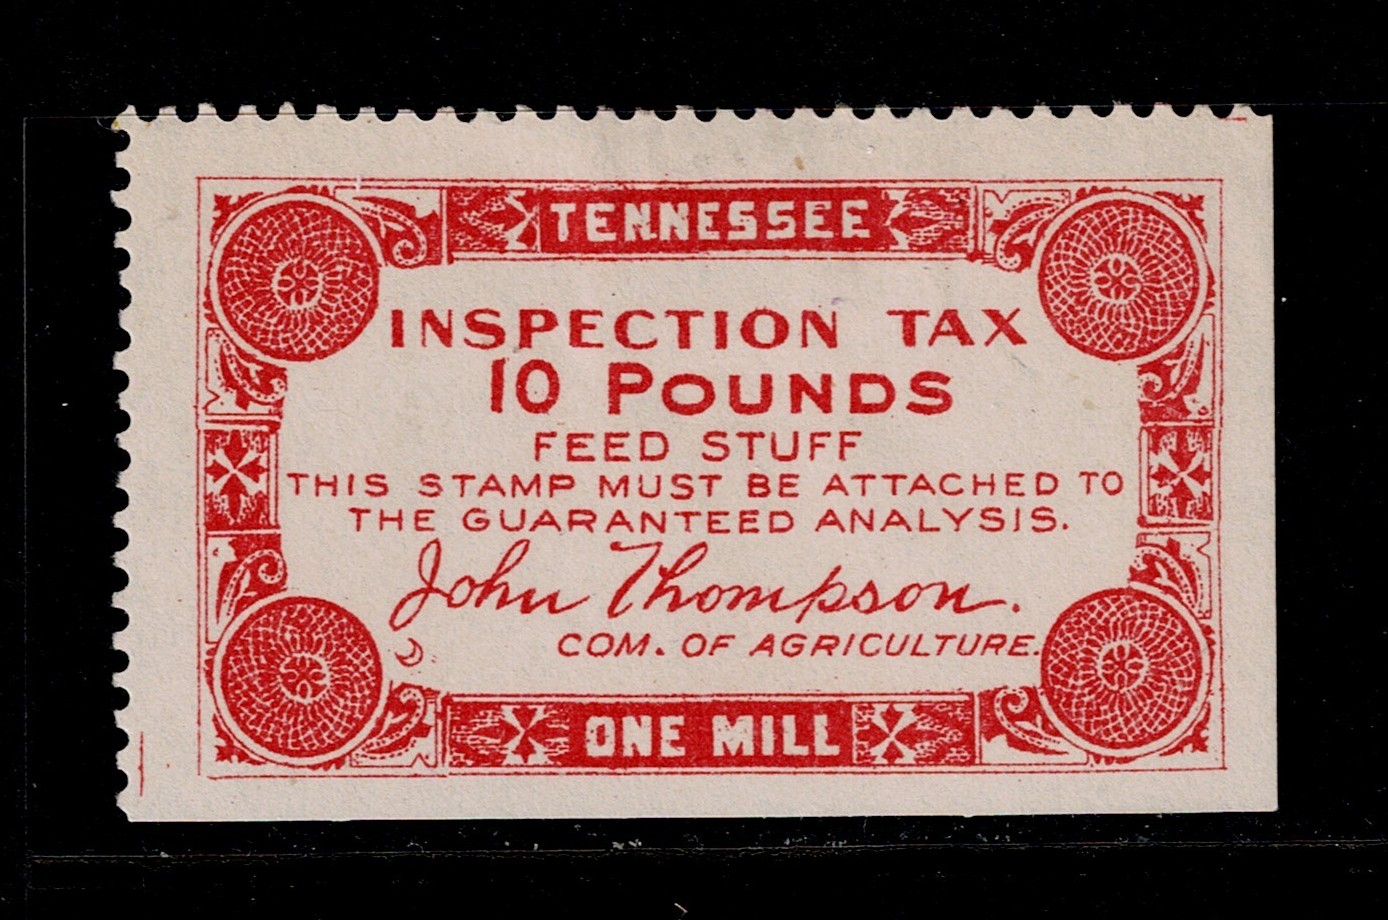 TENNESSEE
INSPECTION TAX
10 POUNDS
FEED STUFF
THIS STAMP MUST BE ATTACHED TO
THE GUARANTEED ANALYSIS.
John Thompson.
COM. OF AGRICULTURE.
ONE MILL